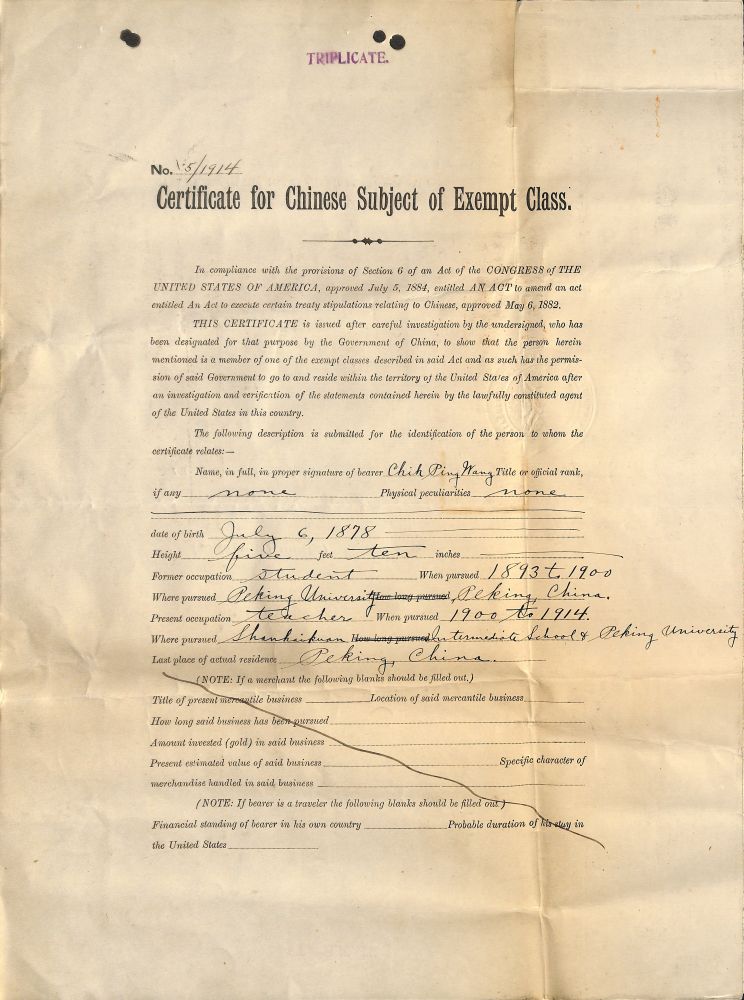 TRIPLICATE.
No. 15/1914
Certificate for Chinese Subject of Exempt Class.
In compliance with the provisions of Section 6 of an Act of the CONGRESS of THE
UNITED STATES OF AMERICA, approved July 5, 1884, entitled AN ACT to amend an act
entitled An Act to execute certain treaty stipulations relating to Chinese, approved May 6, 1882.
THIS CERTIFICATE is issued after careful investigation by the undersigned, who has
been designated for that purpose by the Government of China, to show that the person herein
mentioned is a member of one of the exempt classes described in said Act and as such has the permis-
sion of said Government to go to and reside within the territory of the United States of America after
an investigation and verification of the statements contained herein by the lawfully constituted agent
of the United States in this country.
The following description is submitted for the identification of the person to whom the
certificate relates:—
Name, in full, in proper signature of bearer Chih Ping Wang Title or official rank,
if any none Physical peculiarities none
date of birth July 6, 1878
Height five feet ten inches
Former occupation student When pursued 1893 to 1900
Where pursued Peking University How long pursued, Peking, China.
Present occupation teacher When pursued 1900 to 1914.
Where pursued Shanhaikuan How long pursued Intermediate School & Peking University
Last place of actual residence Peking, China.
(NOTE: If a merchant the following blanks should be filled out.)
Title of present mercantile business Location of said mercantile business
How long said business has been pursued
Amount invested (gold) in said business
Present estimated value of said business Specific character of
merchandise handled in said business
(NOTE: If bearer is a traveler the following blanks should be filled out.)
Financial standing of bearer in his own country Probable duration of his stay in
the United States